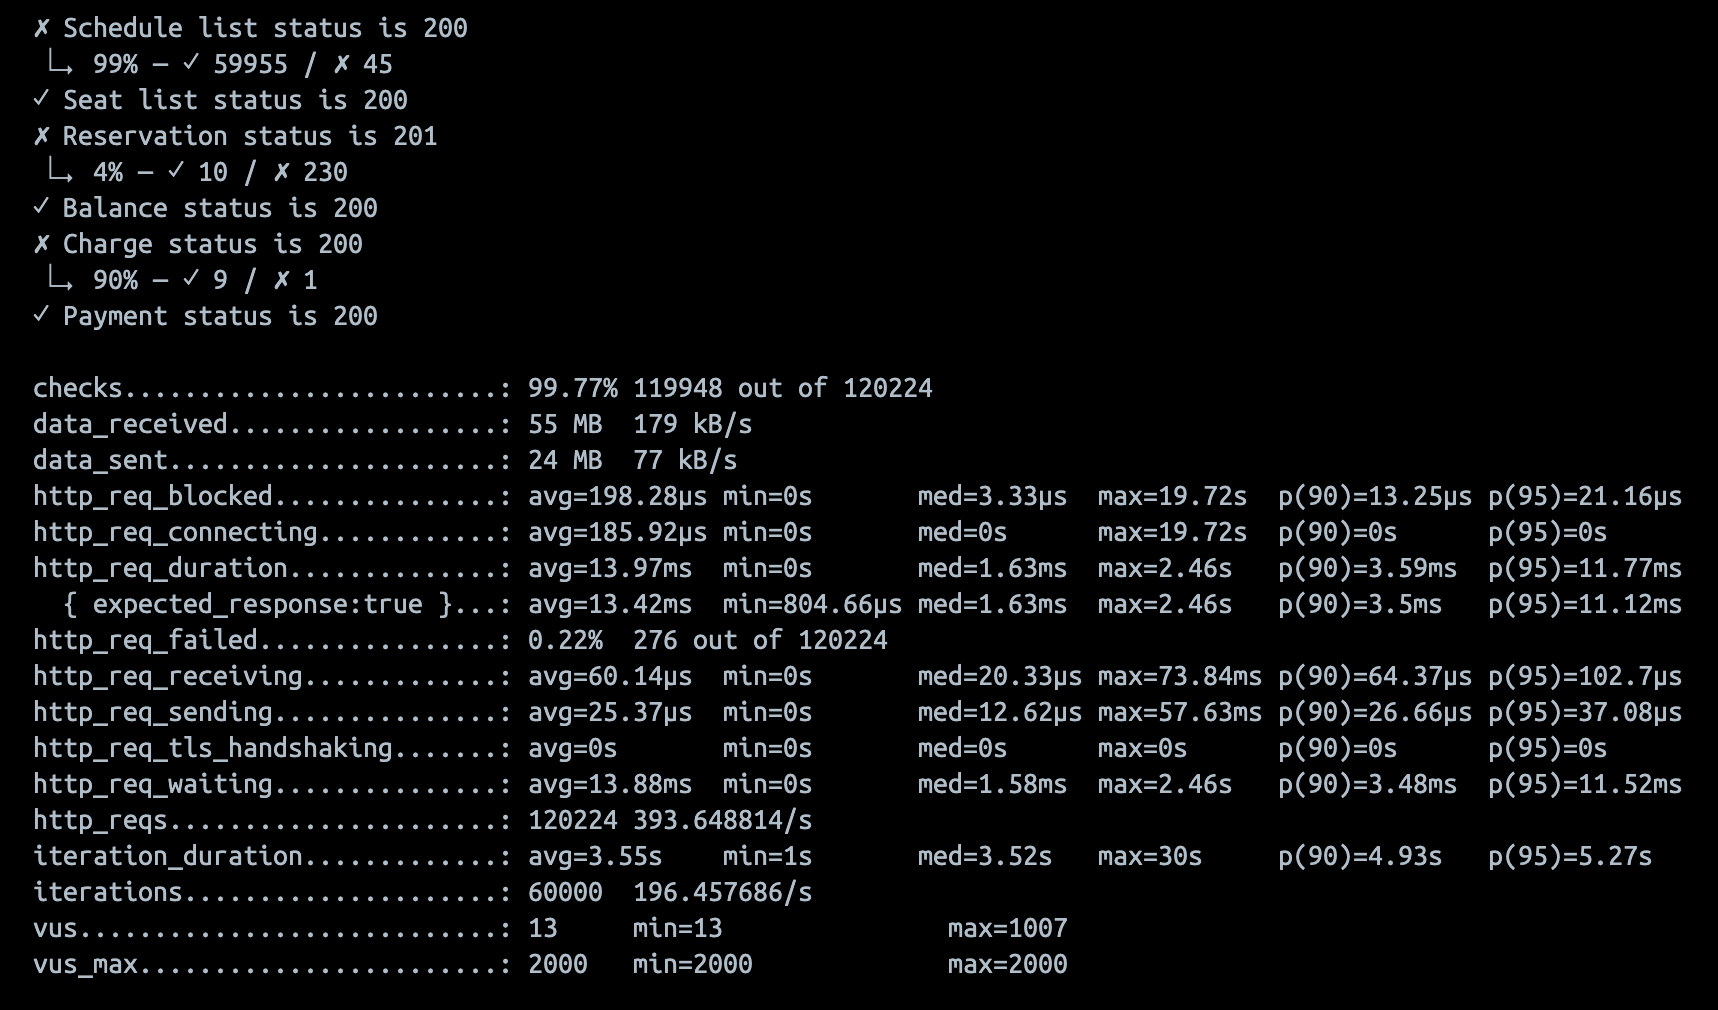 ✗ Schedule list status is 200
 ↳ 99% — ✓ 59955 / ✗ 45
✓ Seat list status is 200
✗ Reservation status is 201
 ↳ 4% — ✓ 10 / ✗ 230
✓ Balance status is 200
✗ Charge status is 200
 ↳ 90% — ✓ 9 / ✗ 1
✓ Payment status is 200

checks.........................: 99.77% 119948 out of 120224
data_received..................: 55 MB  179 kB/s
data_sent......................: 24 MB  77 kB/s
http_req_blocked...............: avg=198.28µs min=0s       med=3.33µs  max=19.72s  p(90)=13.25µs p(95)=21.16µs
http_req_connecting............: avg=185.92µs min=0s       med=0s      max=19.72s  p(90)=0s      p(95)=0s
http_req_duration..............: avg=13.97ms  min=0s       med=1.63ms  max=2.46s   p(90)=3.59ms  p(95)=11.77ms
  { expected_response:true }...: avg=13.42ms  min=804.66µs med=1.63ms  max=2.46s   p(90)=3.5ms   p(95)=11.12ms
http_req_failed................: 0.22%  276 out of 120224
http_req_receiving.............: avg=60.14µs  min=0s       med=20.33µs max=73.84ms p(90)=64.37µs p(95)=102.7µs
http_req_sending...............: avg=25.37µs  min=0s       med=12.62µs max=57.63ms p(90)=26.66µs p(95)=37.08µs
http_req_tls_handshaking.......: avg=0s       min=0s       med=0s      max=0s      p(90)=0s      p(95)=0s
http_req_waiting...............: avg=13.88ms  min=0s       med=1.58ms  max=2.46s   p(90)=3.48ms  p(95)=11.52ms
http_reqs......................: 120224 393.648814/s
iteration_duration.............: avg=3.55s    min=1s       med=3.52s   max=30s     p(90)=4.93s   p(95)=5.27s
iterations.....................: 60000  196.457686/s
vus............................: 13     min=13               max=1007
vus_max........................: 2000   min=2000             max=2000